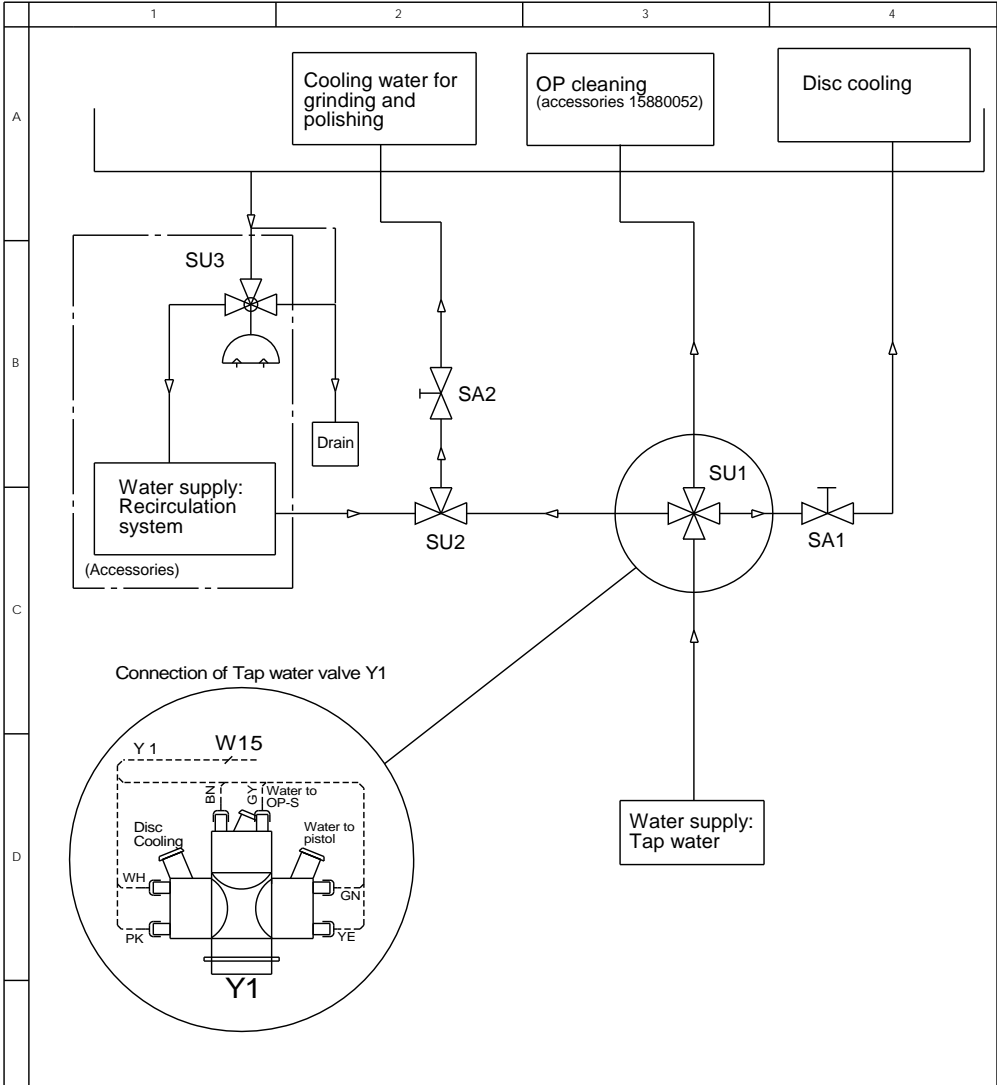 1
2
3
4
A
B
C
D
Cooling water for
grinding and
polishing
OP cleaning
(accessories 15880052)
Disc cooling
SU3
SA2
Drain
Water supply:
Recirculation
system
(Accessories)
SU2
SU1
SA1
Connection of Tap water valve Y1
Y 1
W15
BN
GY
Water to
OP-S
Disc
Cooling
Water to
pistol
WH
GN
PK
YE
Y1
Water supply:
Tap water